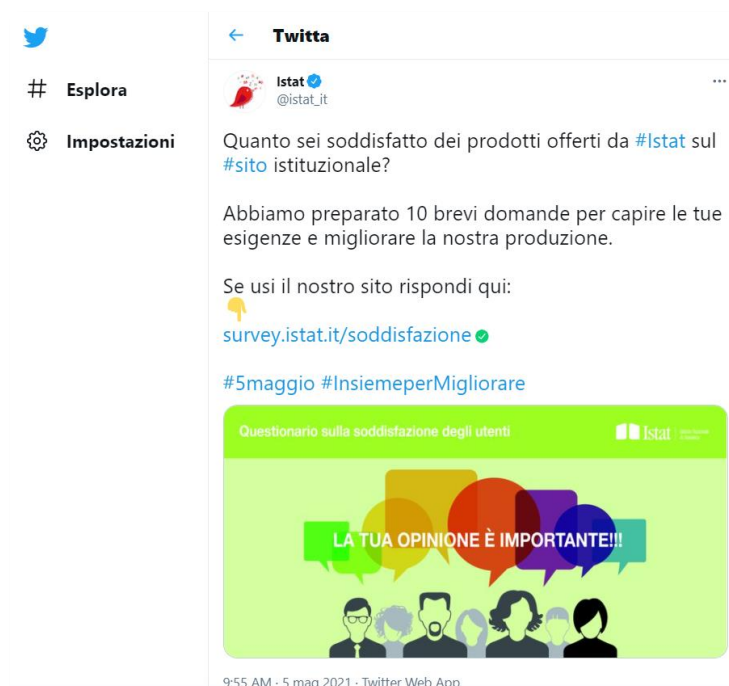 Twitta
Esplora
Impostazioni
Istat
@istat_it
Quanto sei soddisfatto dei prodotti offerti da #Istat sul
#sito istituzionale?
Abbiamo preparato 10 brevi domande per capire le tue
esigenze e migliorare la nostra produzione.
Se usi il nostro sito rispondi qui:
survey.istat.it/soddisfazione
#5maggio #InsiemeperMigliorare
Questionario sulla soddisfazione degli utenti
Istat
LA TUA OPINIONE È IMPORTANTE!!!
9:55 AM · 5 mag 2021 · Twitter Web App